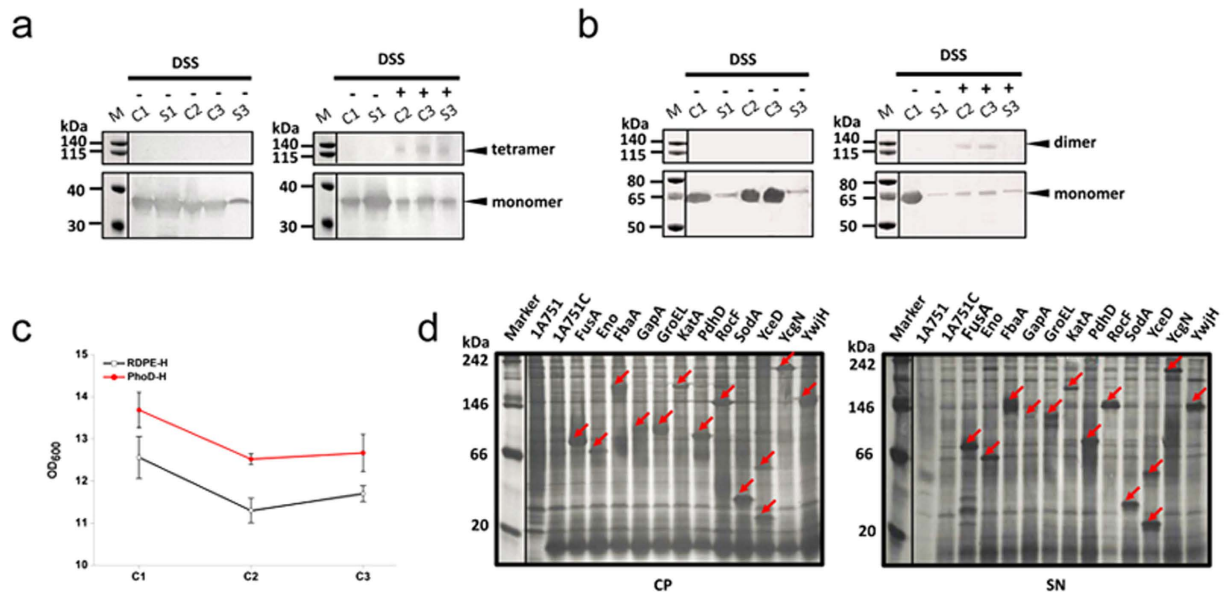 a
DSS
- - - - -
M C1 S1 C2 C3 S3
kDa
140
115
40
30
DSS
- - + + +
M C1 S1 C2 C3 S3
kDa
140
115
tetramer
40
monomer
30
b
DSS
- - - - -
M C1 S1 C2 C3 S3
kDa
140
115
80
65
50
DSS
- - + + -
M C1 S1 C2 C3 S3
kDa
140
115
dimer
80
65
monomer
50
c
15
14
13
12
11
10
OD600
RDPE-H
PhoD-H
C1 C2 C3
d
Marker 1A751 1A751C FusA Eno FbaA GapA GroEL KatA PdhD RocF SodA YceD YcgN YwjH
kDa
242
146
66
20
CP
Marker 1A751 1A751C FusA Eno FbaA GapA GroEL KatA PdhD RocF SodA YceD YcgN YwjH
kDa
242
146
66
20
SN